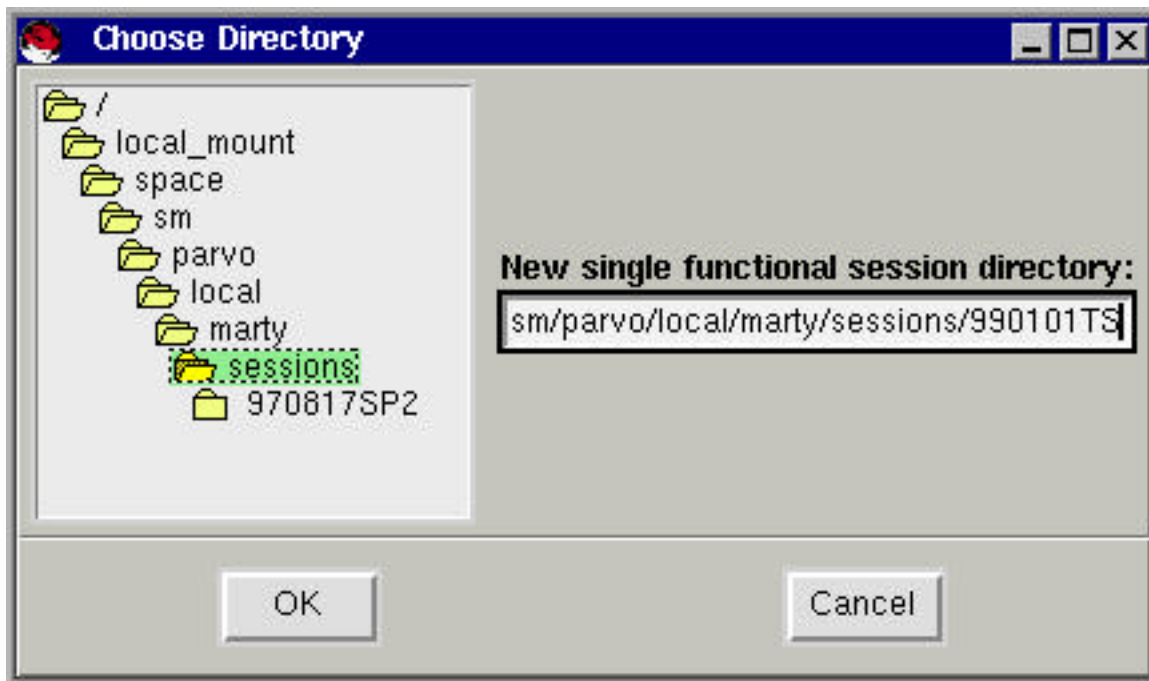 Choose Directory
/
local_mount
space
sm
parvo
local
marty
sessions
970817SP2
New single functional session directory:
sm/parvo/local/marty/sessions/990101TS
OK
Cancel